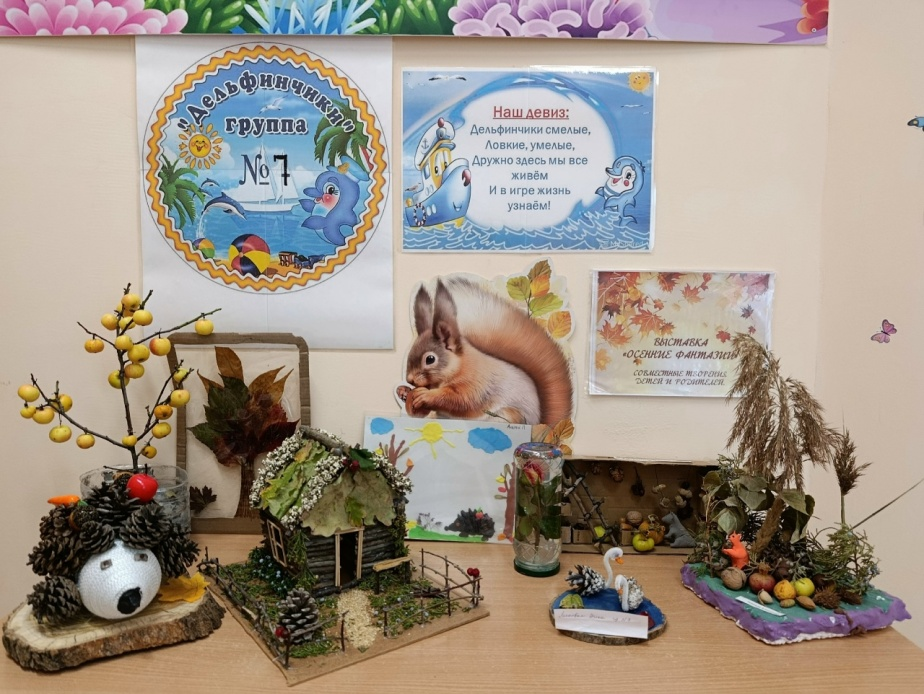 "Дельфинчики"
группа
№7
Наш девиз:
Дельфинчики смелые,
Ловкие, умелые,
Дружно здесь мы все
живём
И в игре жизнь
узнаём!
ВЫСТАВКА
«ОСЕННИЕ ФАНТАЗИИ»
СОВМЕСТНЫЕ ТВОРЕНИЯ
ДЕТЕЙ И РОДИТЕЛЕЙ